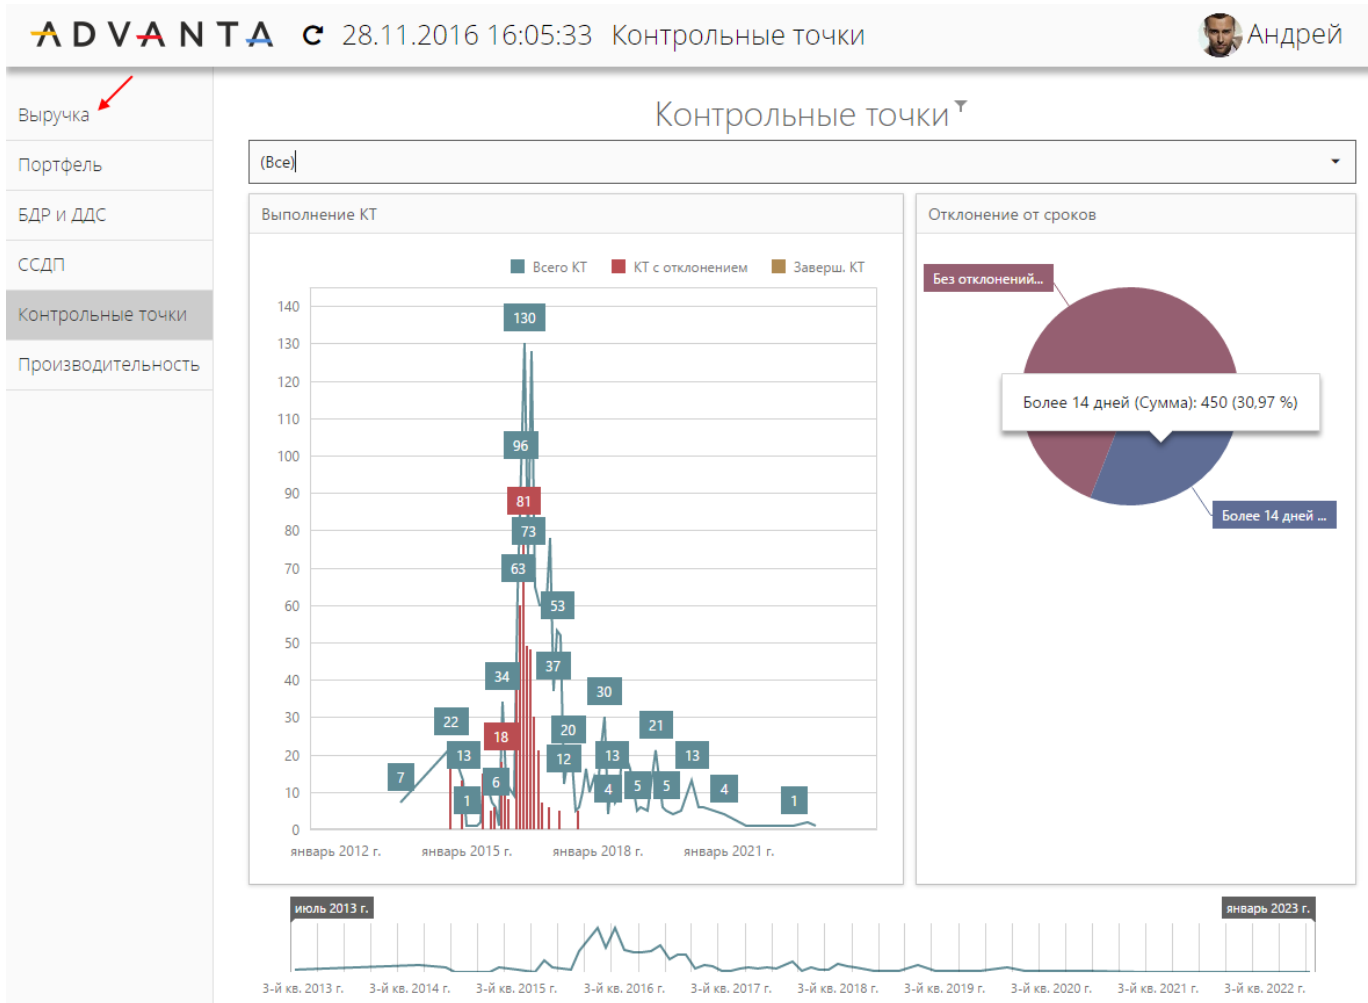 ADVANTA 28.11.2016 16:05:33 Контрольные точки Андрей
Выручка
Портфель
БДР и ДДС
ССДП
Контрольные точки
Производительность
Контрольные точки
(Все)
Выполнение КТ
Всего КТ КТ с отклонением Заверш. КТ
140
130
120
110
100
90
80
70
60
50
40
30
20
10
0
130
96
81
73
63
53
37
34
30
22
18
20
21
13
12
13
13
7
6
1
4
5
5
4
1
январь 2012 г. январь 2015 г. январь 2018 г. январь 2021 г.
Отклонение от сроков
Без отклонений...
Более 14 дней (Сумма): 450 (30,97 %)
Более 14 дней ...
июль 2013 г. январь 2023 г.
3-й кв. 2013 г. 3-й кв. 2014 г. 3-й кв. 2015 г. 3-й кв. 2016 г. 3-й кв. 2017 г. 3-й кв. 2018 г. 3-й кв. 2019 г. 3-й кв. 2020 г. 3-й кв. 2021 г. 3-й кв. 2022 г.